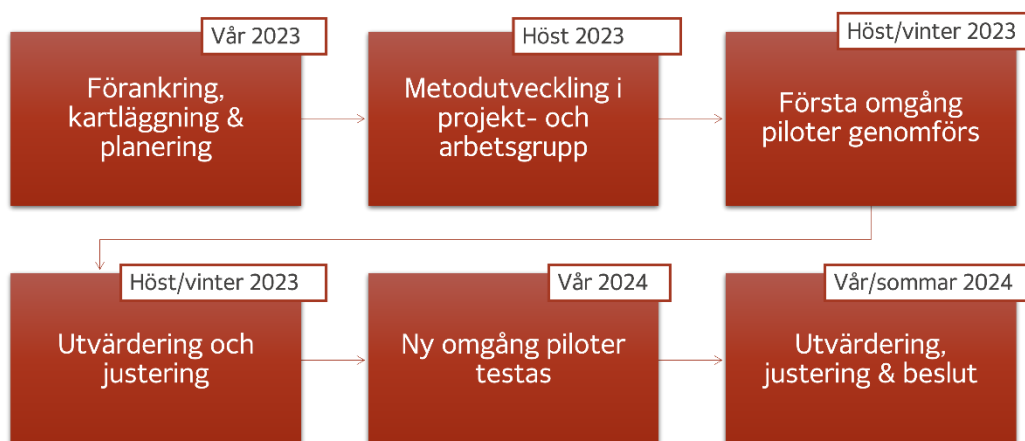 Vår 2023
Förankring,
kartläggning &
planering
Höst 2023
Metodutveckling i
projekt- och
arbetsgrupp
Höst/vinter 2023
Första omgång
piloter genomförs
Höst/vinter 2023
Utvärdering och
justering
Vår 2024
Ny omgång piloter
testas
Vår/sommar 2024
Utvärdering,
justering & beslut